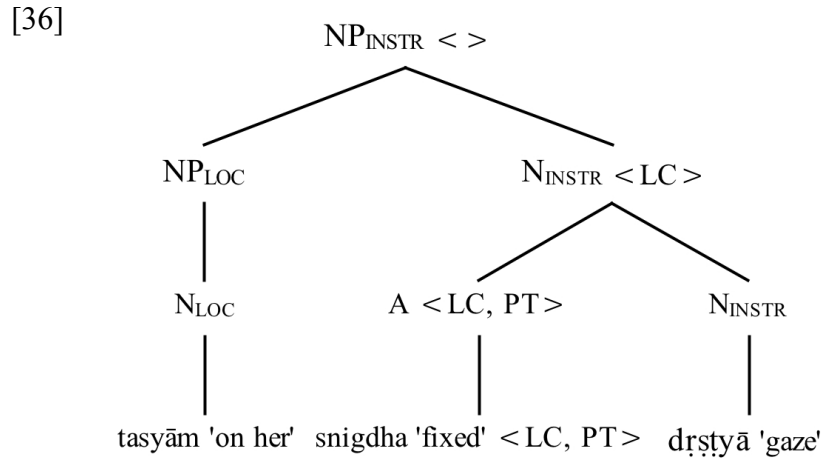 [36]
NPINSTR < >
NPLOC NINSTR <LC>
NLOC A <LC, PT> NINSTR
tasyām 'on her' snigdha 'fixed' <LC, PT> dṛṣṭyā 'gaze'